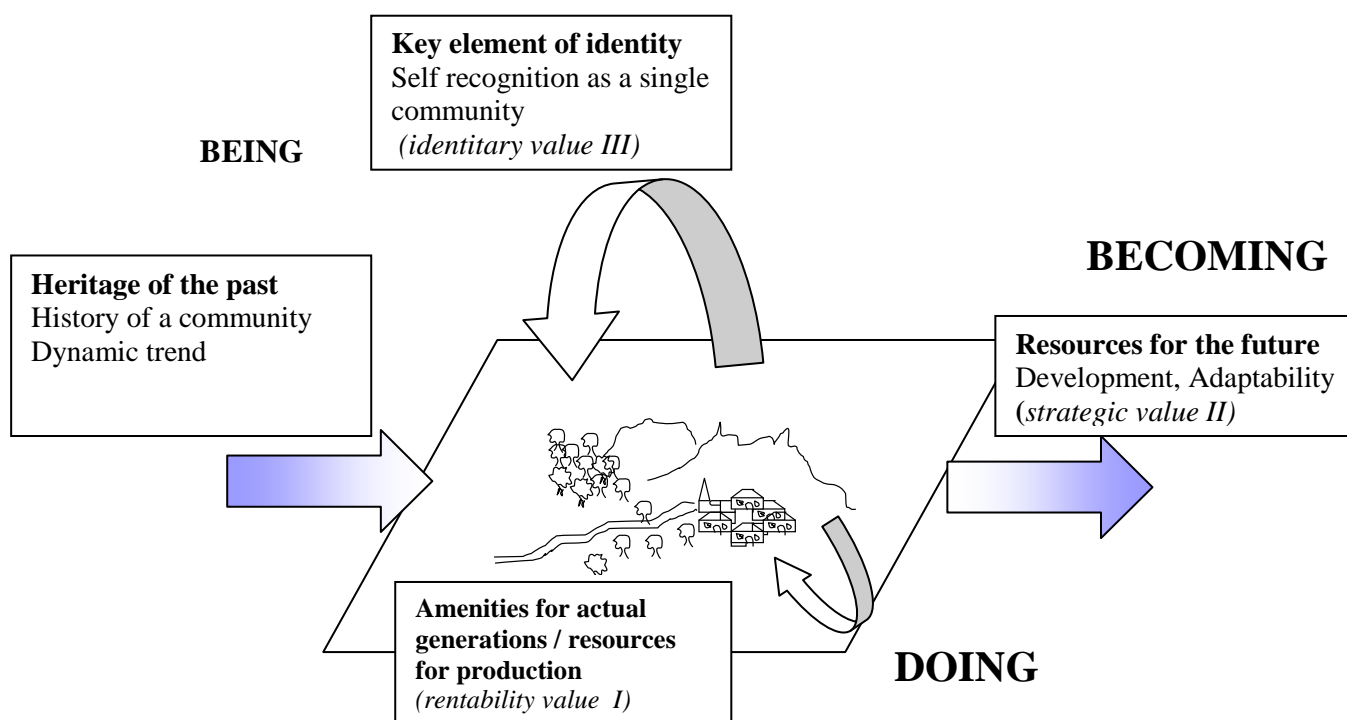 Key element of identity
Self recognition as a single
community
(identitary value III)
BEING
BECOMING
Heritage of the past
History of a community
Dynamic trend
Resources for the future
Development, Adaptability
(strategic value II)
Amenities for actual
generations / resources
for production
(rentability value I)
DOING